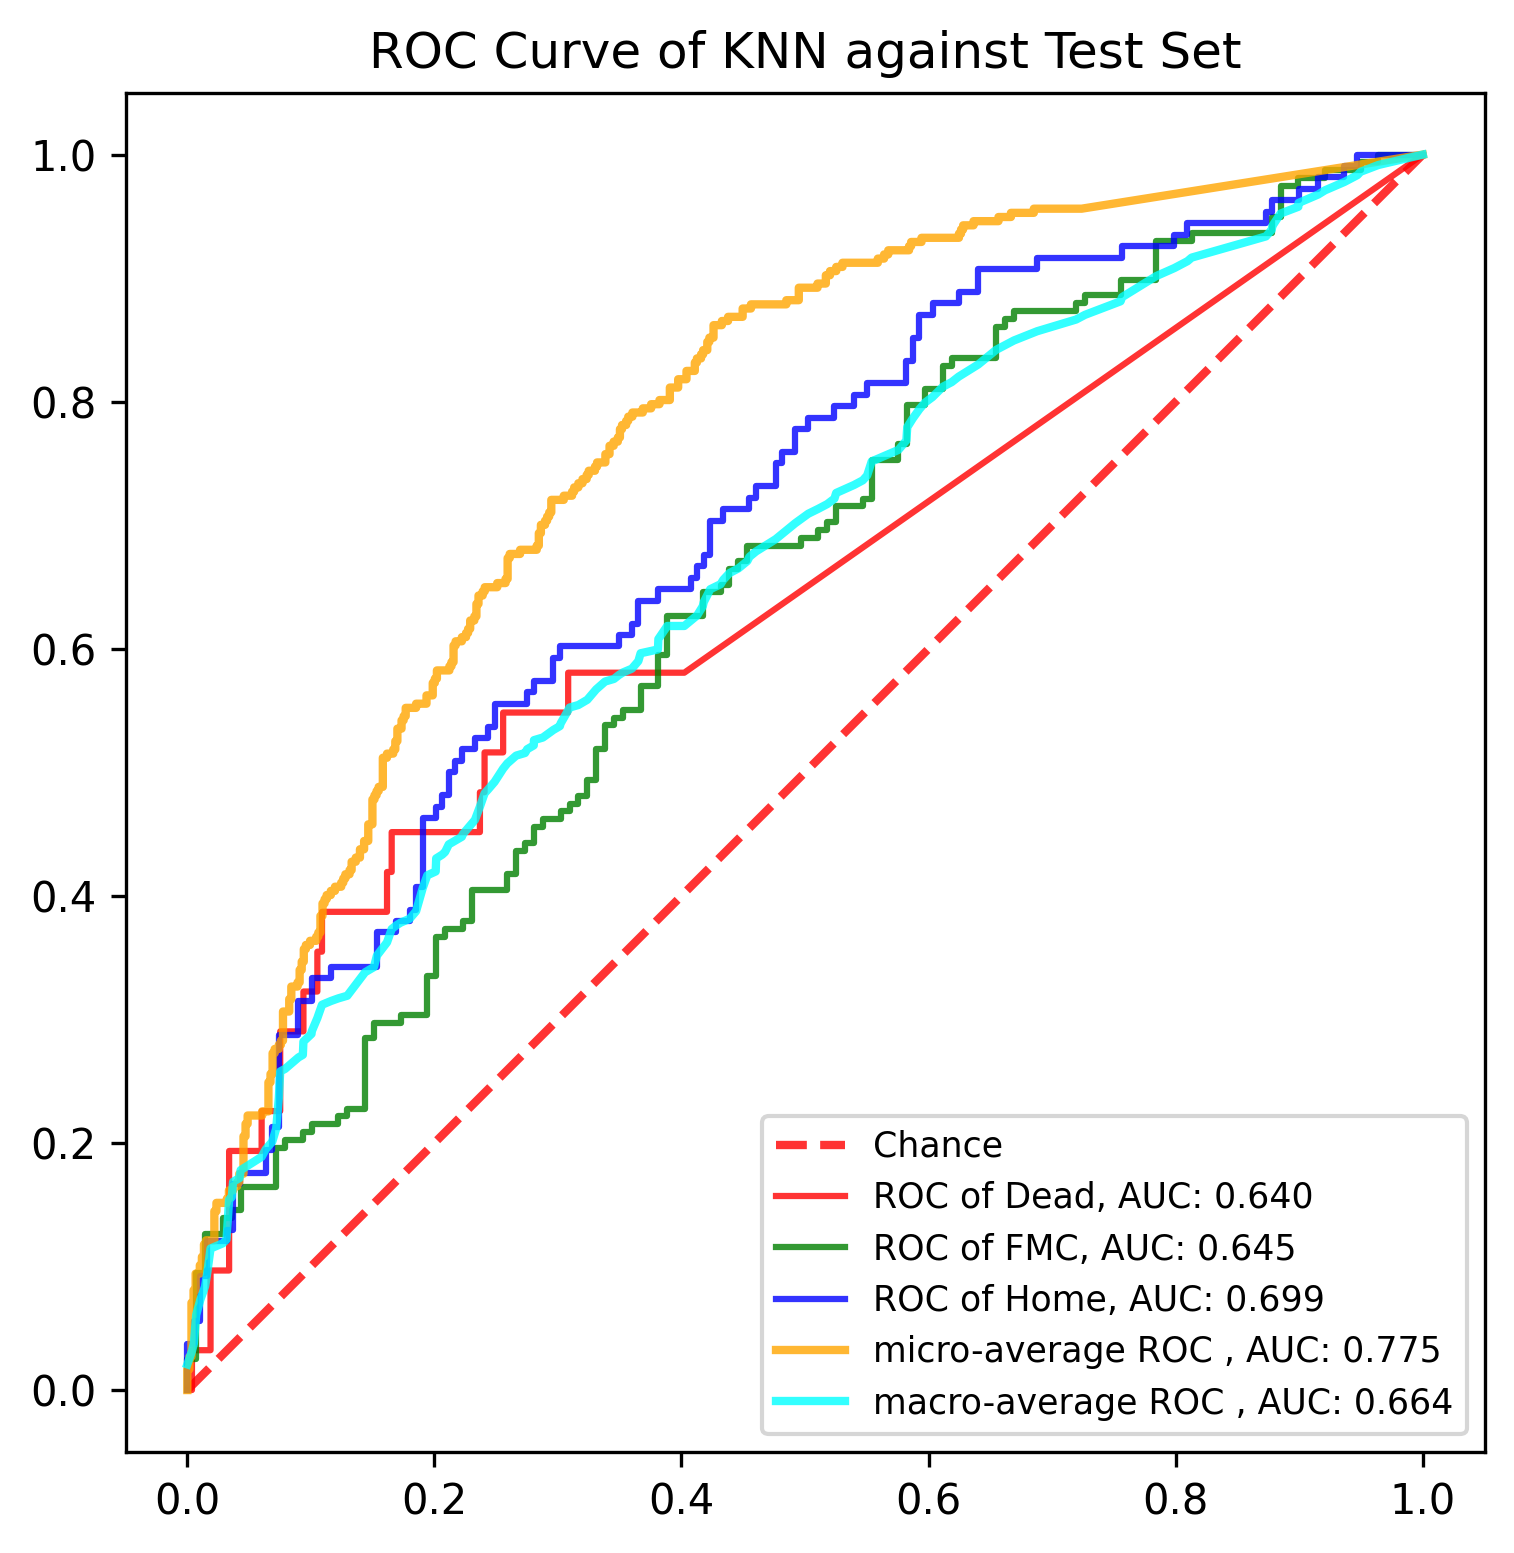 ROC Curve of KNN against Test Set
1.0
0.8
0.6
0.4
0.2
0.0
Chance
ROC of Dead, AUC: 0.640
ROC of FMC, AUC: 0.645
ROC of Home, AUC: 0.699
micro-average ROC , AUC: 0.775
macro-average ROC , AUC: 0.664
0.0 0.2 0.4 0.6 0.8 1.0